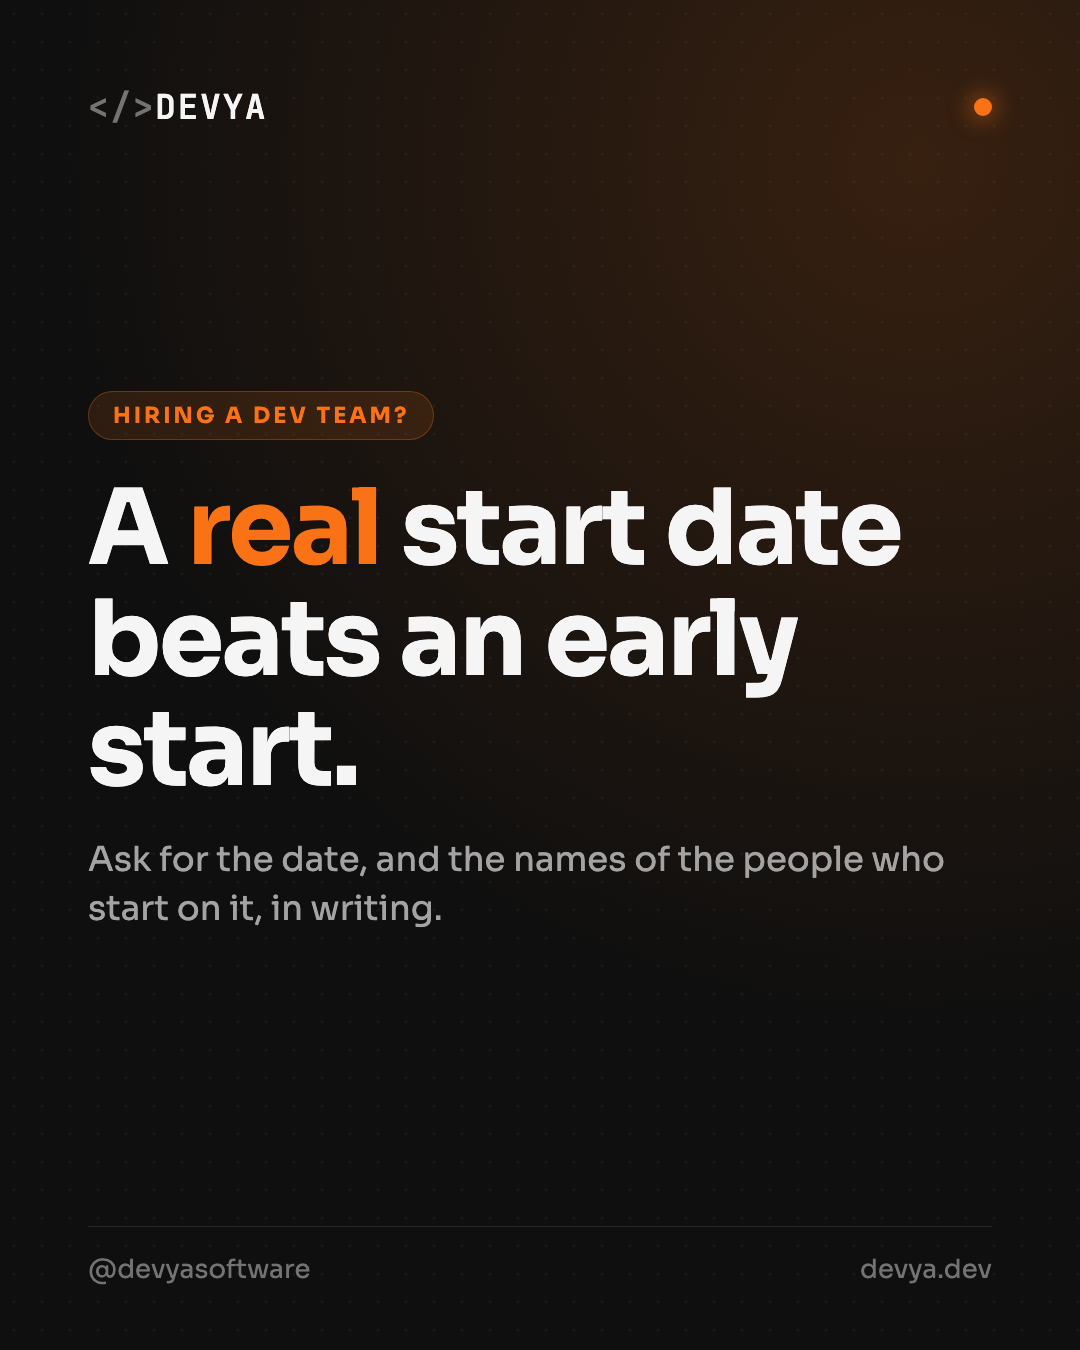 </>DEVYA
HIRING A DEV TEAM?
A real start date
beats an early
start.
Ask for the date, and the names of the people who
start on it, in writing.
@devyasoftware
devya.dev